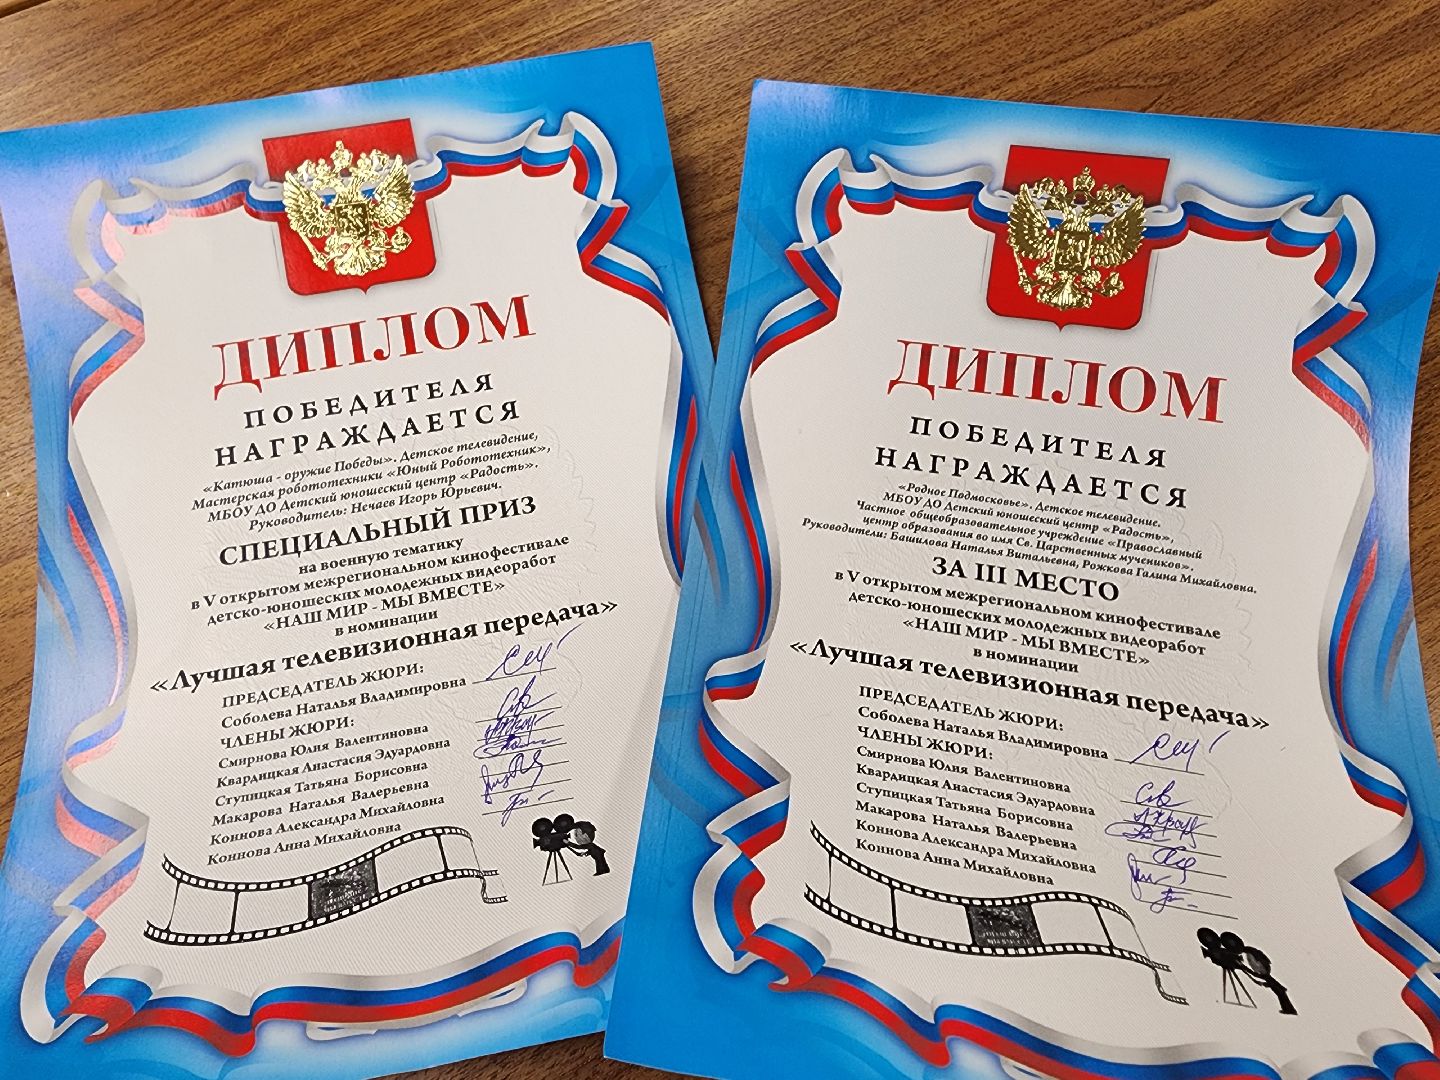 ДИПЛОМ
ПОБЕДИТЕЛЯ
НАГРАЖДАЕТСЯ
«Катюша - оружие Победы». Детское телевидение,
Мастерская робототехники «Юный Робототехник»,
МБОУ ДО Детский юношеский центр «Радость».
Руководитель: Нечаев Игорь Юрьевич.
СПЕЦИАЛЬНЫЙ ПРИЗ
на военную тематику
в V открытом межрегиональном кинофестивале
детско-юношеских молодежных видеоработ
«НАШ МИР - МЫ ВМЕСТЕ»
в номинации
«Лучшая телевизионная передача»
ПРЕДСЕДАТЕЛЬ ЖЮРИ:
Соболева Наталья Владимировна
ЧЛЕНЫ ЖЮРИ:
Смирнова Юлия Валентиновна
Квардицкая Анастасия Эдуардовна
Ступицкая Татьяна Борисовна
Макарова Наталья Валерьевна
Коннова Александра Михайловна
Коннова Анна Михайловна
ДИПЛОМ
ПОБЕДИТЕЛЯ
НАГРАЖДАЕТСЯ
«Родное Подмосковье». Детское телевидение.
МБОУ ДО Детский юношеский центр «Радость»,
Частное общеобразовательное учреждение «Православный
центр образования во имя Св. Царственных мучеников».
Руководители: Башилова Наталья Витальевна, Рожкова Галина Михайловна.
ЗА III МЕСТО
в V открытом межрегиональном кинофестивале
детско-юношеских молодежных видеоработ
«НАШ МИР - МЫ ВМЕСТЕ»
в номинации
«Лучшая телевизионная передача»
ПРЕДСЕДАТЕЛЬ ЖЮРИ:
Соболева Наталья Владимировна
ЧЛЕНЫ ЖЮРИ:
Смирнова Юлия Валентиновна
Квардицкая Анастасия Эдуардовна
Ступицкая Татьяна Борисовна
Макарова Наталья Валерьевна
Коннова Александра Михайловна
Коннова Анна Михайловна